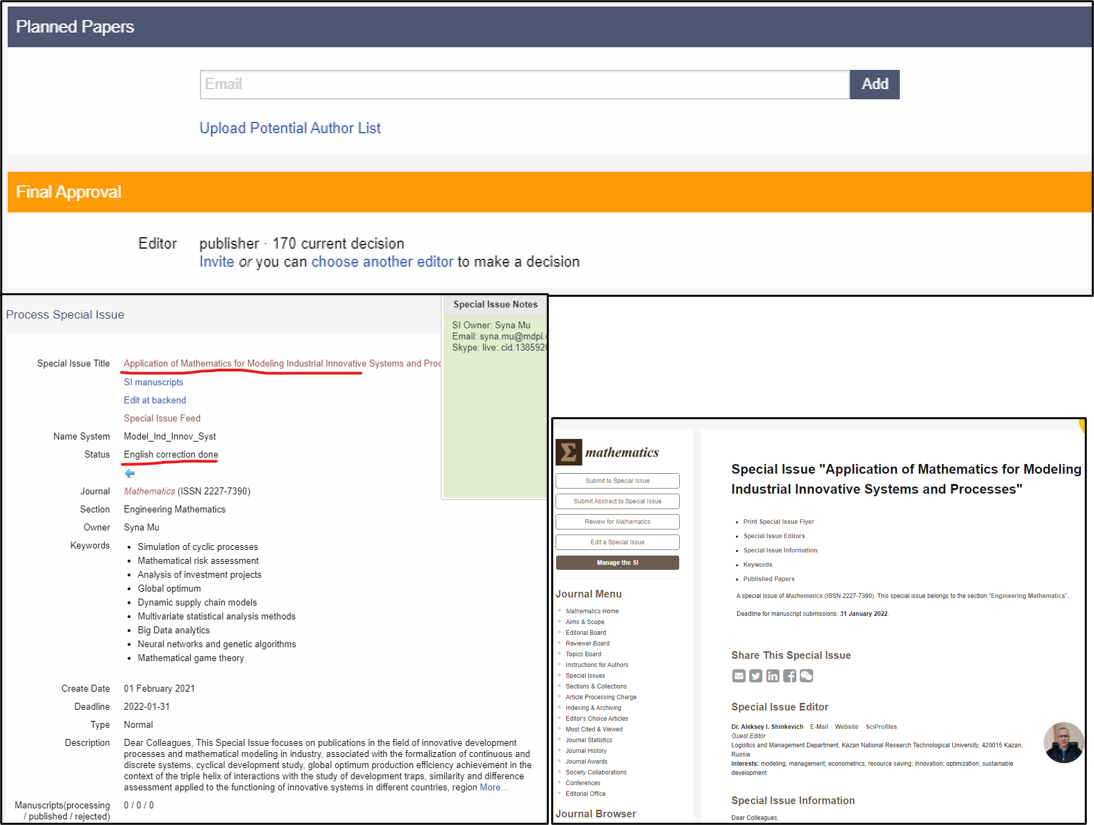 Planned Papers
Email
Add
Upload Potential Author List
Final Approval
Editor
publisher · 170 current decision
Invite or you can choose another editor to make a decision
Process Special Issue
Special Issue Title
Application of Mathematics for Modeling Industrial Innovative Systems and
SI manuscripts
Edit at backend
Special Issue Feed
Name System
Model_Ind_Innov_Syst
Status
English correction done
Journal
Mathematics (ISSN 2227-7390)
Section
Engineering Mathematics
Owner
Syna Mu
Keywords
• Simulation of cyclic processes
• Mathematical risk assessment
• Analysis of investment projects
• Global optimum
• Dynamic supply chain models
• Multivariate statistical analysis methods
• Big Data analytics
• Neural networks and genetic algorithms
• Mathematical game theory
Create Date
01 February 2021
Deadline
2022-01-31
Type
Normal
Description
Dear Colleagues, This Special Issue focuses on publications in the field of innovative development
processes and mathematical modeling in industry, associated with the formalization of continuous and
discrete systems, cyclical development study, global optimum production efficiency achievement in the
context of the triple helix of interactions with the study of development traps, similarity and difference
assessment applied to the functioning of innovative systems in different countries, region More...
Manuscripts(processing
/ published / rejected)
0 / 0 / 0
Special Issue Notes
SI Owner: Syna Mu
Email: syna.mu@mdpi.
Skype: live:.cid.1385920
Σ mathematics
Submit to Special Issue
Submit Abstract to Special Issue
Review for Mathematics
Edit a Special Issue
Manage the SI
Journal Menu
Mathematics Home
Aims & Scope
Editorial Board
Reviewer Board
Topics Board
Instructions for Authors
Special Issues
Sections & Collections
Article Processing Charge
Indexing & Archiving
Editor's Choice Articles
Most Cited & Viewed
Journal Statistics
Journal History
Journal Awards
Society Collaborations
Conferences
Editorial Office
Journal Browser
Special Issue "Application of Mathematics for Modeling
Industrial Innovative Systems and Processes"
• Print Special Issue Flyer
• Special Issue Editors
• Special Issue Information
• Keywords
• Published Papers
A special issue of Mathematics (ISSN 2227-7390). This special issue belongs to the section "Engineering Mathematics".
Deadline for manuscript submissions: 31 January 2022.
Share This Special Issue
Special Issue Editor
Dr. Aleksey I. Shinkevich E-Mail Website SciProfiles
Guest Editor
Logistics and Management Department, Kazan National Research Technological University, 420015 Kazan,
Russia
Interests: modeling; management; econometrics; resource saving; innovation; optimization; sustainable
development
Special Issue Information
Dear Colleagues,